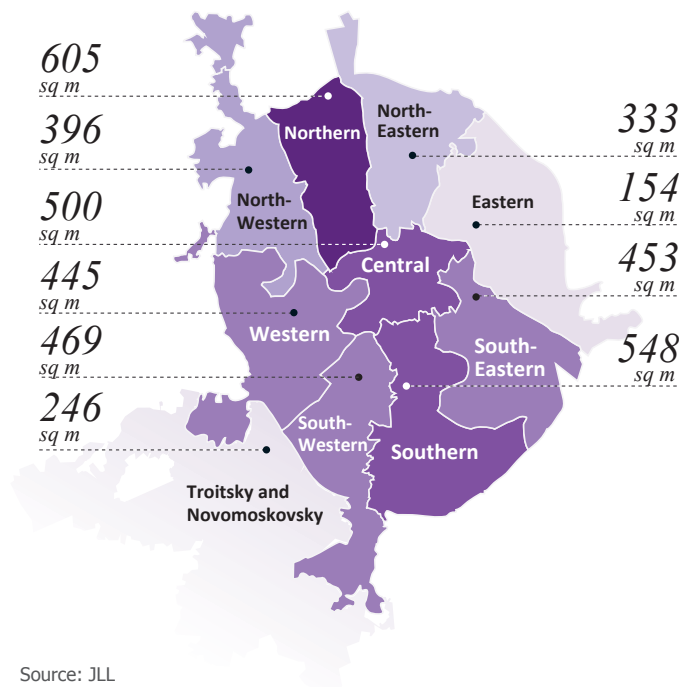 605
sq m
396
sq m
500
sq m
445
sq m
469
sq m
246
sq m
Northern
North-
Eastern
North-
Western
Eastern
Central
Western
South-
Eastern
South-
Western
Southern
Troitsky and
Novomoskovsky
333
sq m
154
sq m
453
sq m
548
sq m
Source: JLL